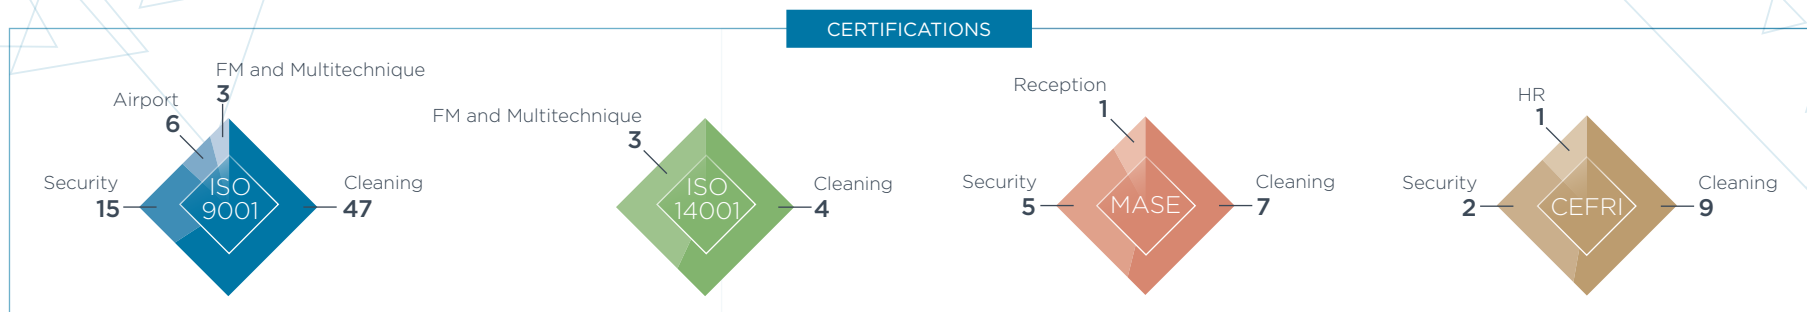 CERTIFICATIONS
FM and Multitechnique
3
Airport
6
Security
15
ISO
9001
Cleaning
47
FM and Multitechnique
3
ISO
14001
Cleaning
4
Reception
1
Security
5
MASE
Cleaning
7
HR
1
Security
2
CEFRI
Cleaning
9